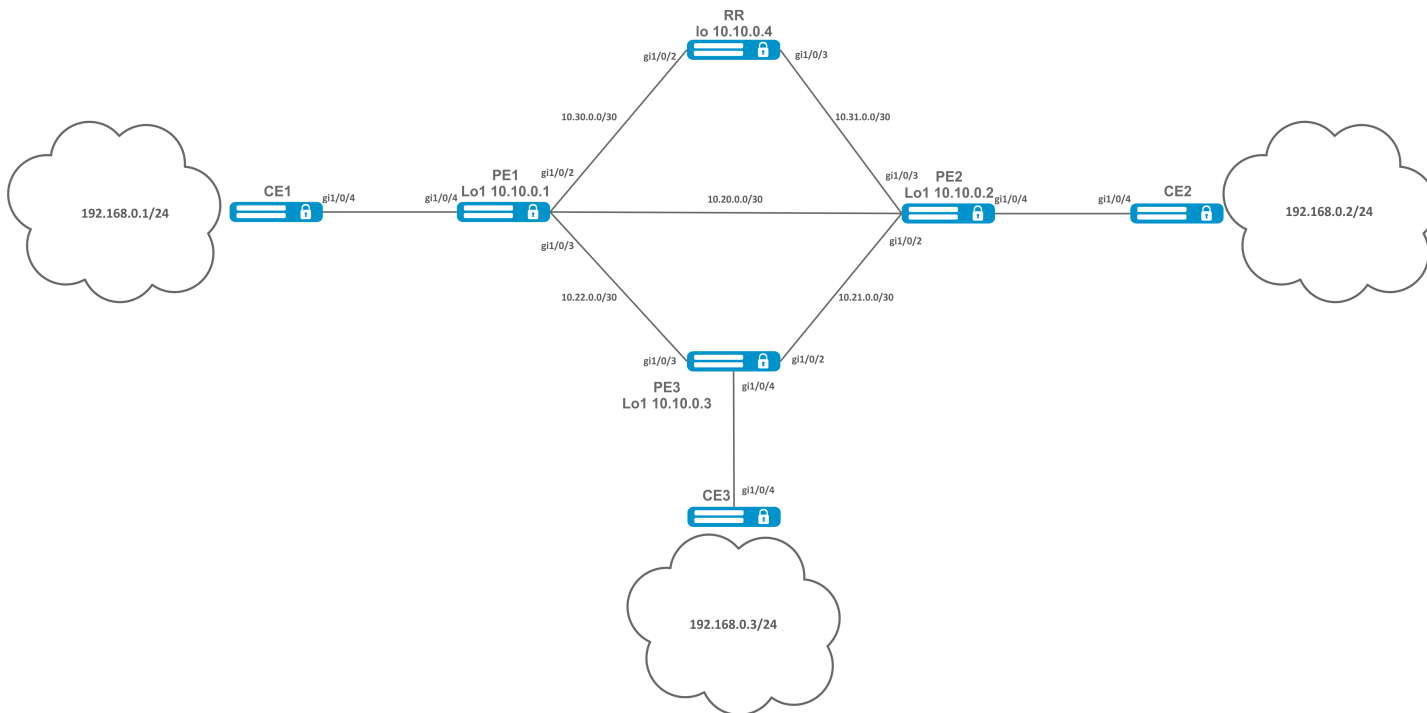 RR
lo 10.10.0.4
gi1/0/2
gi1/0/3
10.30.0.0/30
10.31.0.0/30
PE1
Lo1 10.10.0.1
gi1/0/2
gi1/0/3
PE2
Lo1 10.10.0.2
CE1
gi1/0/4
gi1/0/4
10.20.0.0/30
gi1/0/4
gi1/0/4
CE2
192.168.0.1/24
192.168.0.2/24
gi1/0/3
gi1/0/2
10.22.0.0/30
10.21.0.0/30
gi1/0/3
gi1/0/2
PE3
Lo1 10.10.0.3
gi1/0/4
CE3
gi1/0/4
192.168.0.3/24